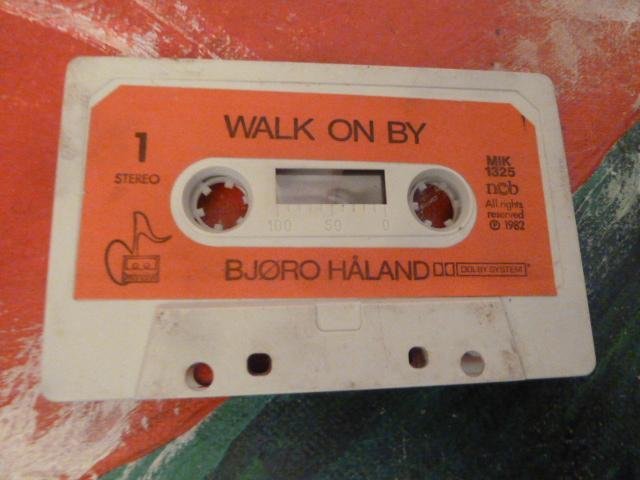 WALK ON BY
1
STEREO
MIK
1325
ncb
All rights
reserved
℗ 1982
100 50 0
BJØRO HÅLAND DOLBY SYSTEM